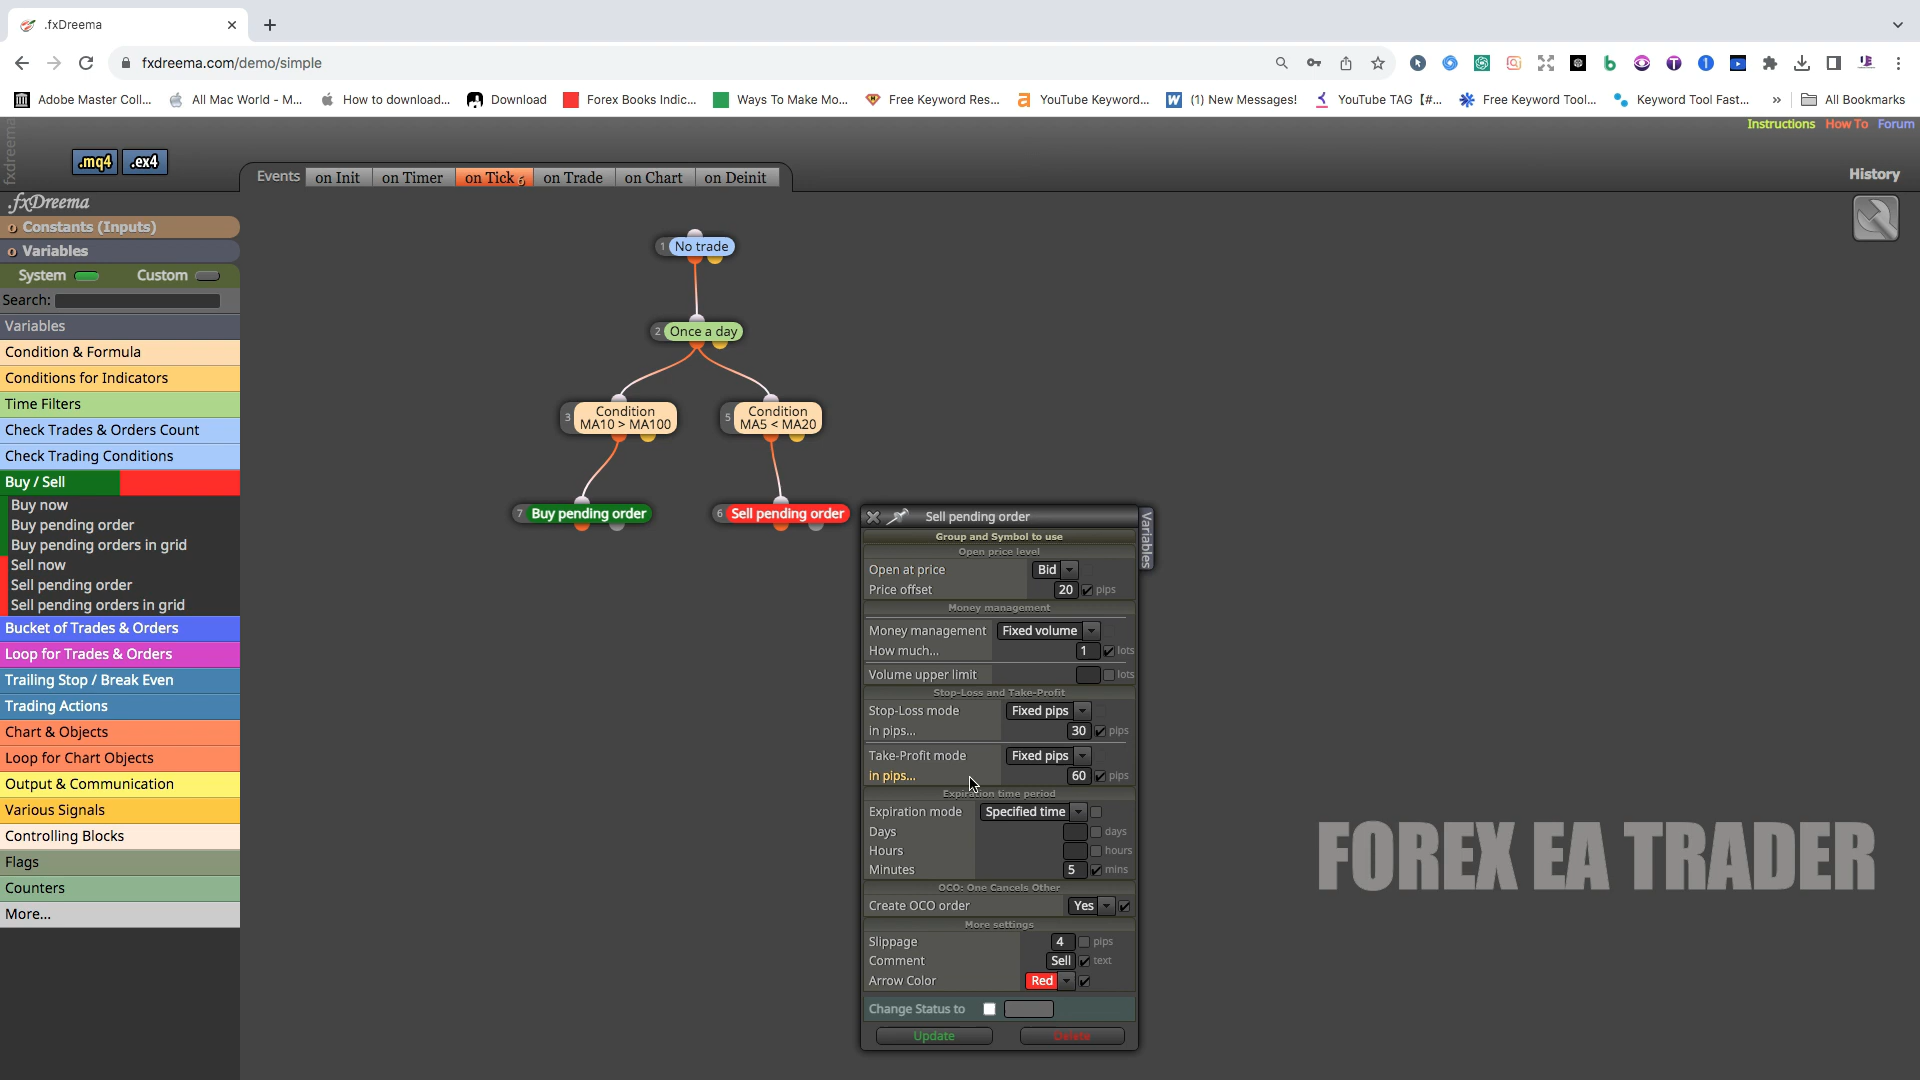 .fxDreema
fxdreema.com/demo/simple
Adobe Master Coll...
All Mac World - M...
How to download...
Download
Forex Books Indic...
Ways To Make Mo...
Free Keyword Res...
YouTube Keyword...
(1) New Messages!
YouTube TAG【#...
Free Keyword Tool...
Keyword Tool Fast...
»
All Bookmarks
Instructions How To Forum
fxdreema
.mq4 .ex4
Events on Init on Timer on Tick 6 on Trade on Chart on Deinit
History
.fxDreema
0 Constants (Inputs)
0 Variables
System Custom
Search:
Variables
Condition & Formula
Conditions for Indicators
Time Filters
Check Trades & Orders Count
Check Trading Conditions
Buy / Sell
Buy now
Buy pending order
Buy pending orders in grid
Sell now
Sell pending order
Sell pending orders in grid
Bucket of Trades & Orders
Loop for Trades & Orders
Trailing Stop / Break Even
Trading Actions
Chart & Objects
Loop for Chart Objects
Output & Communication
Various Signals
Controlling Blocks
Flags
Counters
More...
1 No trade
2 Once a day
3 Condition
MA10 > MA100
5 Condition
MA5 < MA20
7 Buy pending order
6 Sell pending order
Sell pending order
Variables
Group and Symbol to use
Open price level
Open at price Bid
Price offset 20 pips
Money management
Money management Fixed volume
How much... 1 lots
Volume upper limit lots
Stop-Loss and Take-Profit
Stop-Loss mode Fixed pips
in pips... 30 pips
Take-Profit mode Fixed pips
in pips... 60 pips
Expiration time period
Expiration mode Specified time
Days days
Hours hours
Minutes 5 mins
OCO: One Cancels Other
Create OCO order Yes
More settings
Slippage 4 pips
Comment Sell text
Arrow Color Red
Change Status to
Update Delete
FOREX EA TRADER